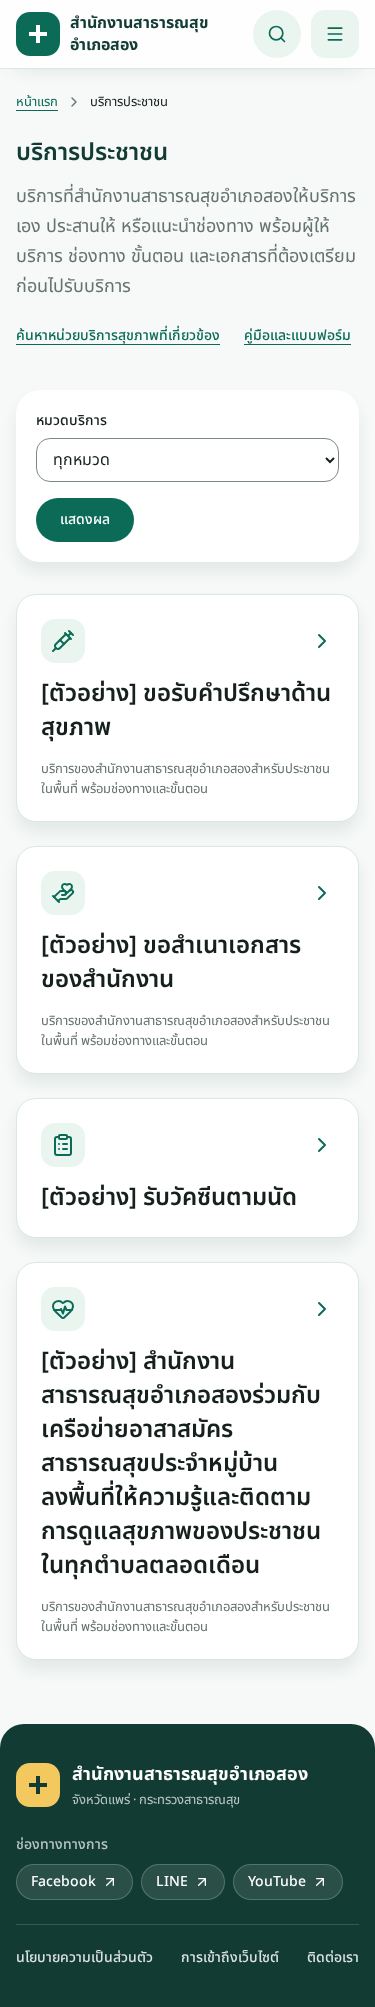 สำนักงานสาธารณสุข
อำเภอสอง
หน้าแรก
บริการประชาชน
บริการประชาชน
บริการที่สำนักงานสาธารณสุขอำเภอสองให้บริการ
เอง ประสานให้ หรือแนะนำช่องทาง พร้อมผู้ให้
บริการ ช่องทาง ขั้นตอน และเอกสารที่ต้องเตรียม
ก่อนไปรับบริการ
ค้นหาหน่วยบริการสุขภาพที่เกี่ยวข้อง
คู่มือและแบบฟอร์ม
หมวดบริการ
ทุกหมวด
แสดงผล
[ตัวอย่าง] ขอรับคำปรึกษาด้าน
สุขภาพ
บริการของสำนักงานสาธารณสุขอำเภอสองสำหรับประชาชน
ในพื้นที่ พร้อมช่องทางและขั้นตอน
[ตัวอย่าง] ขอสำเนาเอกสาร
ของสำนักงาน
บริการของสำนักงานสาธารณสุขอำเภอสองสำหรับประชาชน
ในพื้นที่ พร้อมช่องทางและขั้นตอน
[ตัวอย่าง] รับวัคซีนตามนัด
[ตัวอย่าง] สำนักงาน
สาธารณสุขอำเภอสองร่วมกับ
เครือข่ายอาสาสมัคร
สาธารณสุขประจำหมู่บ้าน
ลงพื้นที่ให้ความรู้และติดตาม
การดูแลสุขภาพของประชาชน
ในทุกตำบลตลอดเดือน
บริการของสำนักงานสาธารณสุขอำเภอสองสำหรับประชาชน
ในพื้นที่ พร้อมช่องทางและขั้นตอน
สำนักงานสาธารณสุขอำเภอสอง
จังหวัดแพร่ · กระทรวงสาธารณสุข
ช่องทางทางการ
Facebook
LINE
YouTube
นโยบายความเป็นส่วนตัว
การเข้าถึงเว็บไซต์
ติดต่อเรา